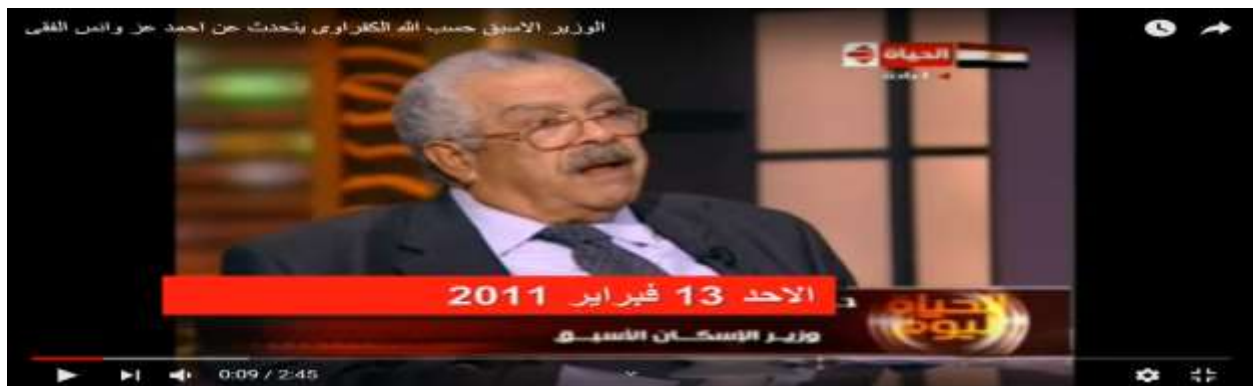 الوزير الاسبق حسب الله الكفراوى يتحدث عن احمد عز وانس الفقى
الحياة
الاحد 13 فبراير 2011
الحياة اليوم
وزير الإسكان الأسبق
0:09 / 2:45